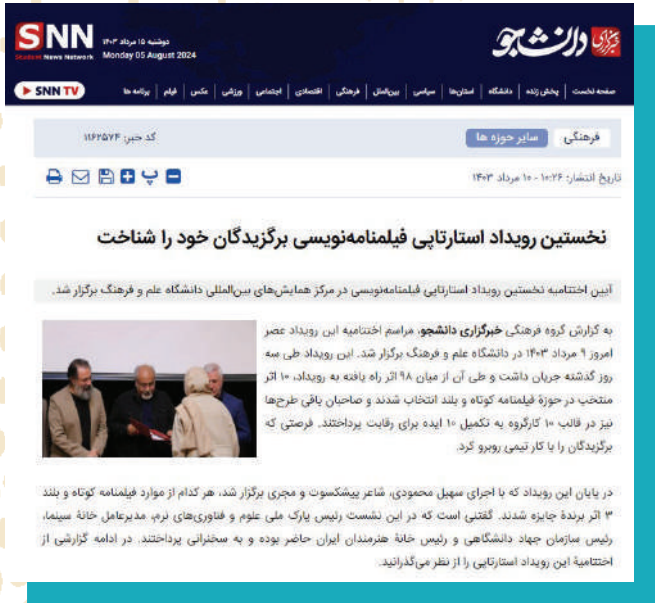 SNN
Student News Network
دوشنبه ۱۵ مرداد ۱۴۰۳
Monday 05 August 2024
خبرگزاری دانشجو
SNN TV
صفحه نخست | پخش زنده | دانشگاه | استان‌ها | سیاسی | بین‌الملل | فرهنگی | اقتصادی | اجتماعی | ورزشی | عکس | فیلم | برنامه ها
فرهنگی سایر حوزه ها
کد خبر: ۱۱۶۲۵۷۴
تاریخ انتشار: ۱۰:۲۶ - ۱۰ مرداد ۱۴۰۳
نخستین رویداد استارتاپی فیلمنامه‌نویسی برگزیدگان خود را شناخت
آیین اختتامیه نخستین رویداد استارتاپی فیلمنامه‌نویسی در مرکز همایش‌های بین‌المللی دانشگاه علم و فرهنگ برگزار شد.
به گزارش گروه فرهنگی خبرگزاری دانشجو، مراسم اختتامیه این رویداد عصر
امروز ۹ مرداد ۱۴۰۳ در دانشگاه علم و فرهنگ برگزار شد. این رویداد طی سه
روز گذشته جریان داشت و طی آن از میان ۹۸ اثر راه یافته به رویداد، ۱۰ اثر
منتخب در حوزهٔ فیلمنامه کوتاه و بلند انتخاب شدند و صاحبان باقی طرح‌ها
نیز در قالب ۱۰ کارگروه به تکمیل ۱۰ ایده برای رقابت پرداختند. فرصتی که
برگزیدگان را با کار تیمی روبرو کرد.
در پایان این رویداد که با اجرای سهیل محمودی، شاعر پیشکسوت و مجری برگزار شد، هر کدام از موارد فیلمنامه کوتاه و بلند
۳ اثر برندهٔ جایزه شدند. گفتنی است که در این نشست رئیس پارک ملی علوم و فناوری‌های نرم، مدیرعامل خانهٔ سینما،
رئیس سازمان جهاد دانشگاهی و رئیس خانهٔ هنرمندان ایران حاضر بوده و به سخنرانی پرداختند. در ادامه گزارشی از
اختتامیهٔ این رویداد استارتاپی را از نظر می‌گذرانید.